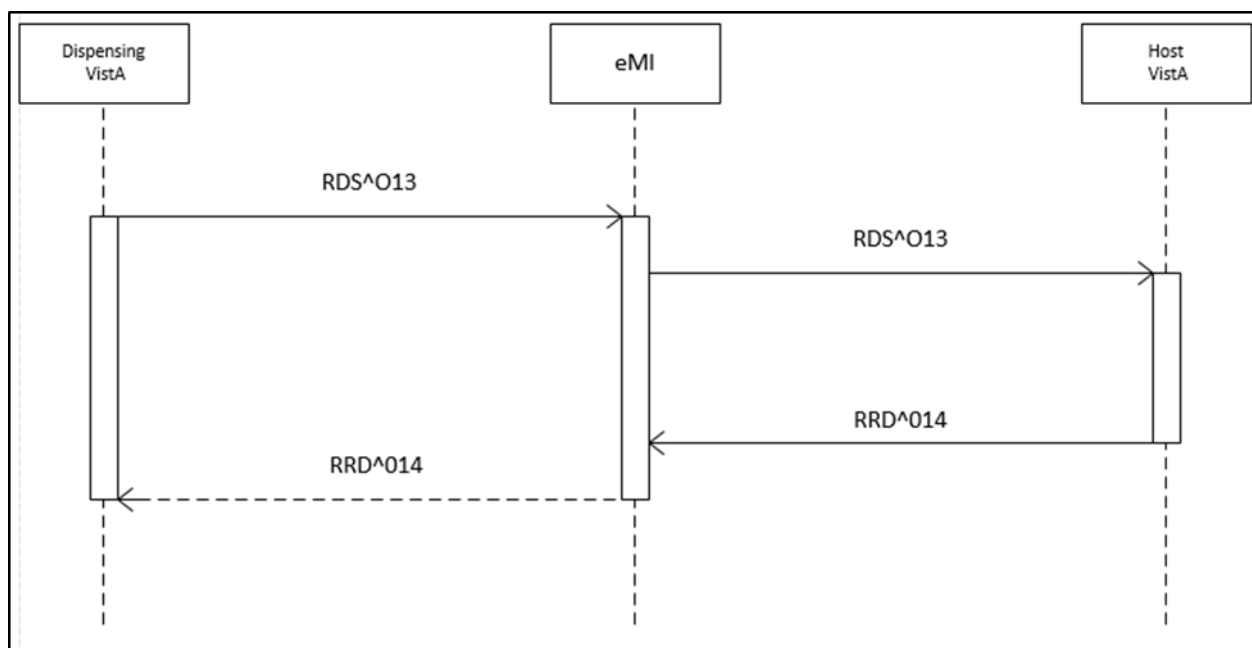 Dispensing
VistA
eMI
Host
VistA
RDS^O13
RDS^O13
RRD^014
RRD^014